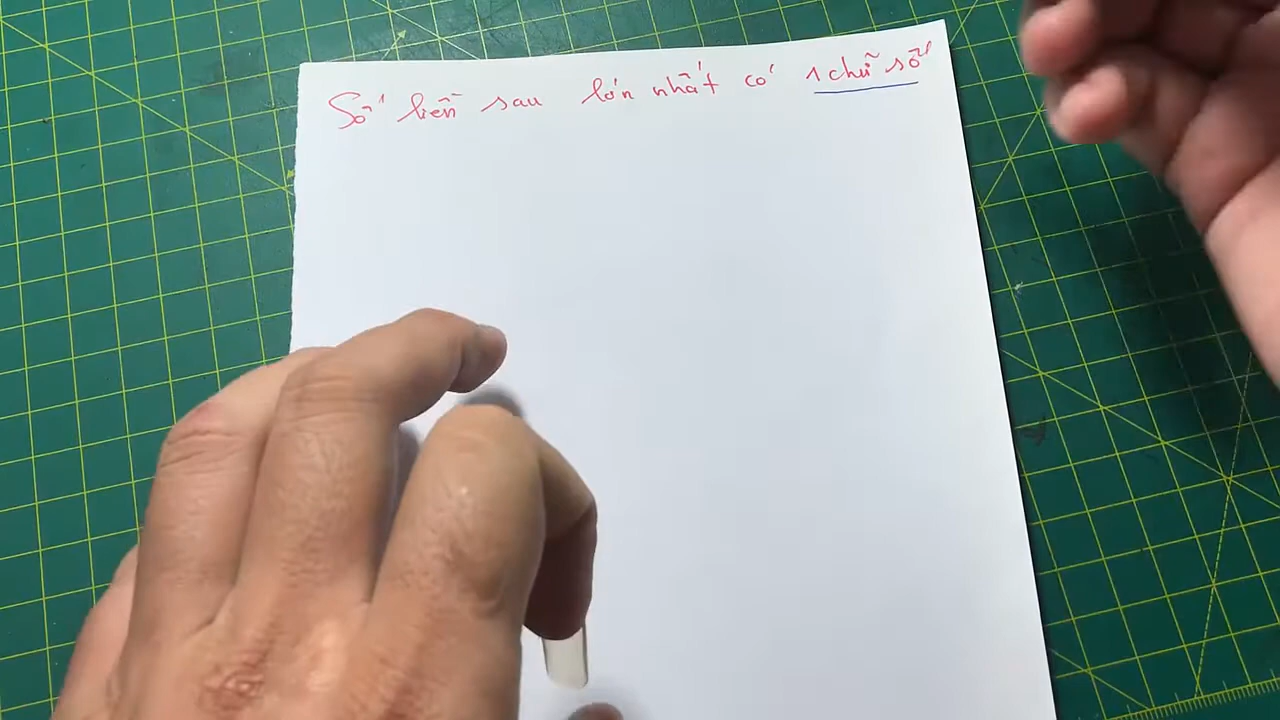 Số liền sau lớn nhất có 1 chữ số